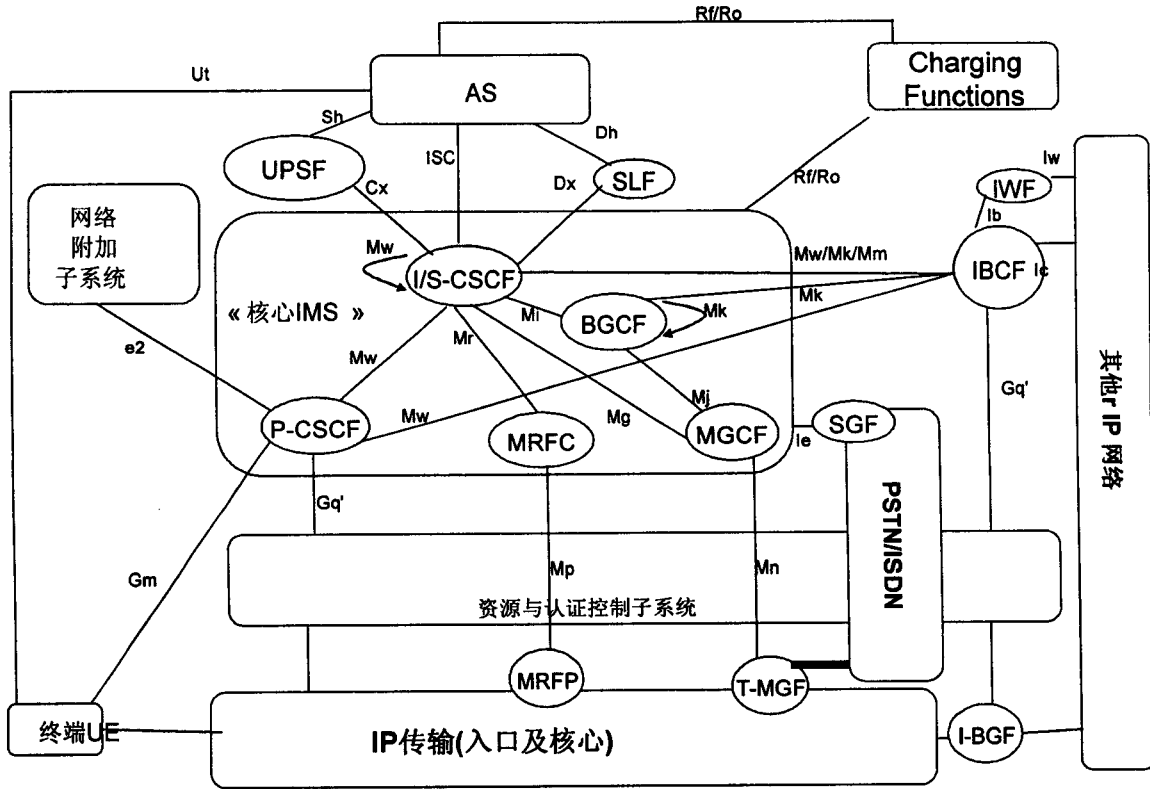 Rf/Ro
Charging
Functions
Ut
AS
Sh
ISC
Dh
UPSF
Cx
Dx
SLF
Rf/Ro
Iw
IWF
Ib
网络
附加
子系统
Mw
I/S-CSCF
Mw/Mk/Mm
IBCF
Ic
Mk
« 核心IMS »
Mi
BGCF
Mk
Mr
e2
Mw
Mj
Gq'
其他r IP 网络
P-CSCF
Mw
MRFC
Mg
MGCF
Ie
SGF
Gq'
PSTN/ISDN
Gm
Mp
Mn
资源与认证控制子系统
MRFP
T-MGF
终端UE
IP传输(入口及核心)
I-BGF